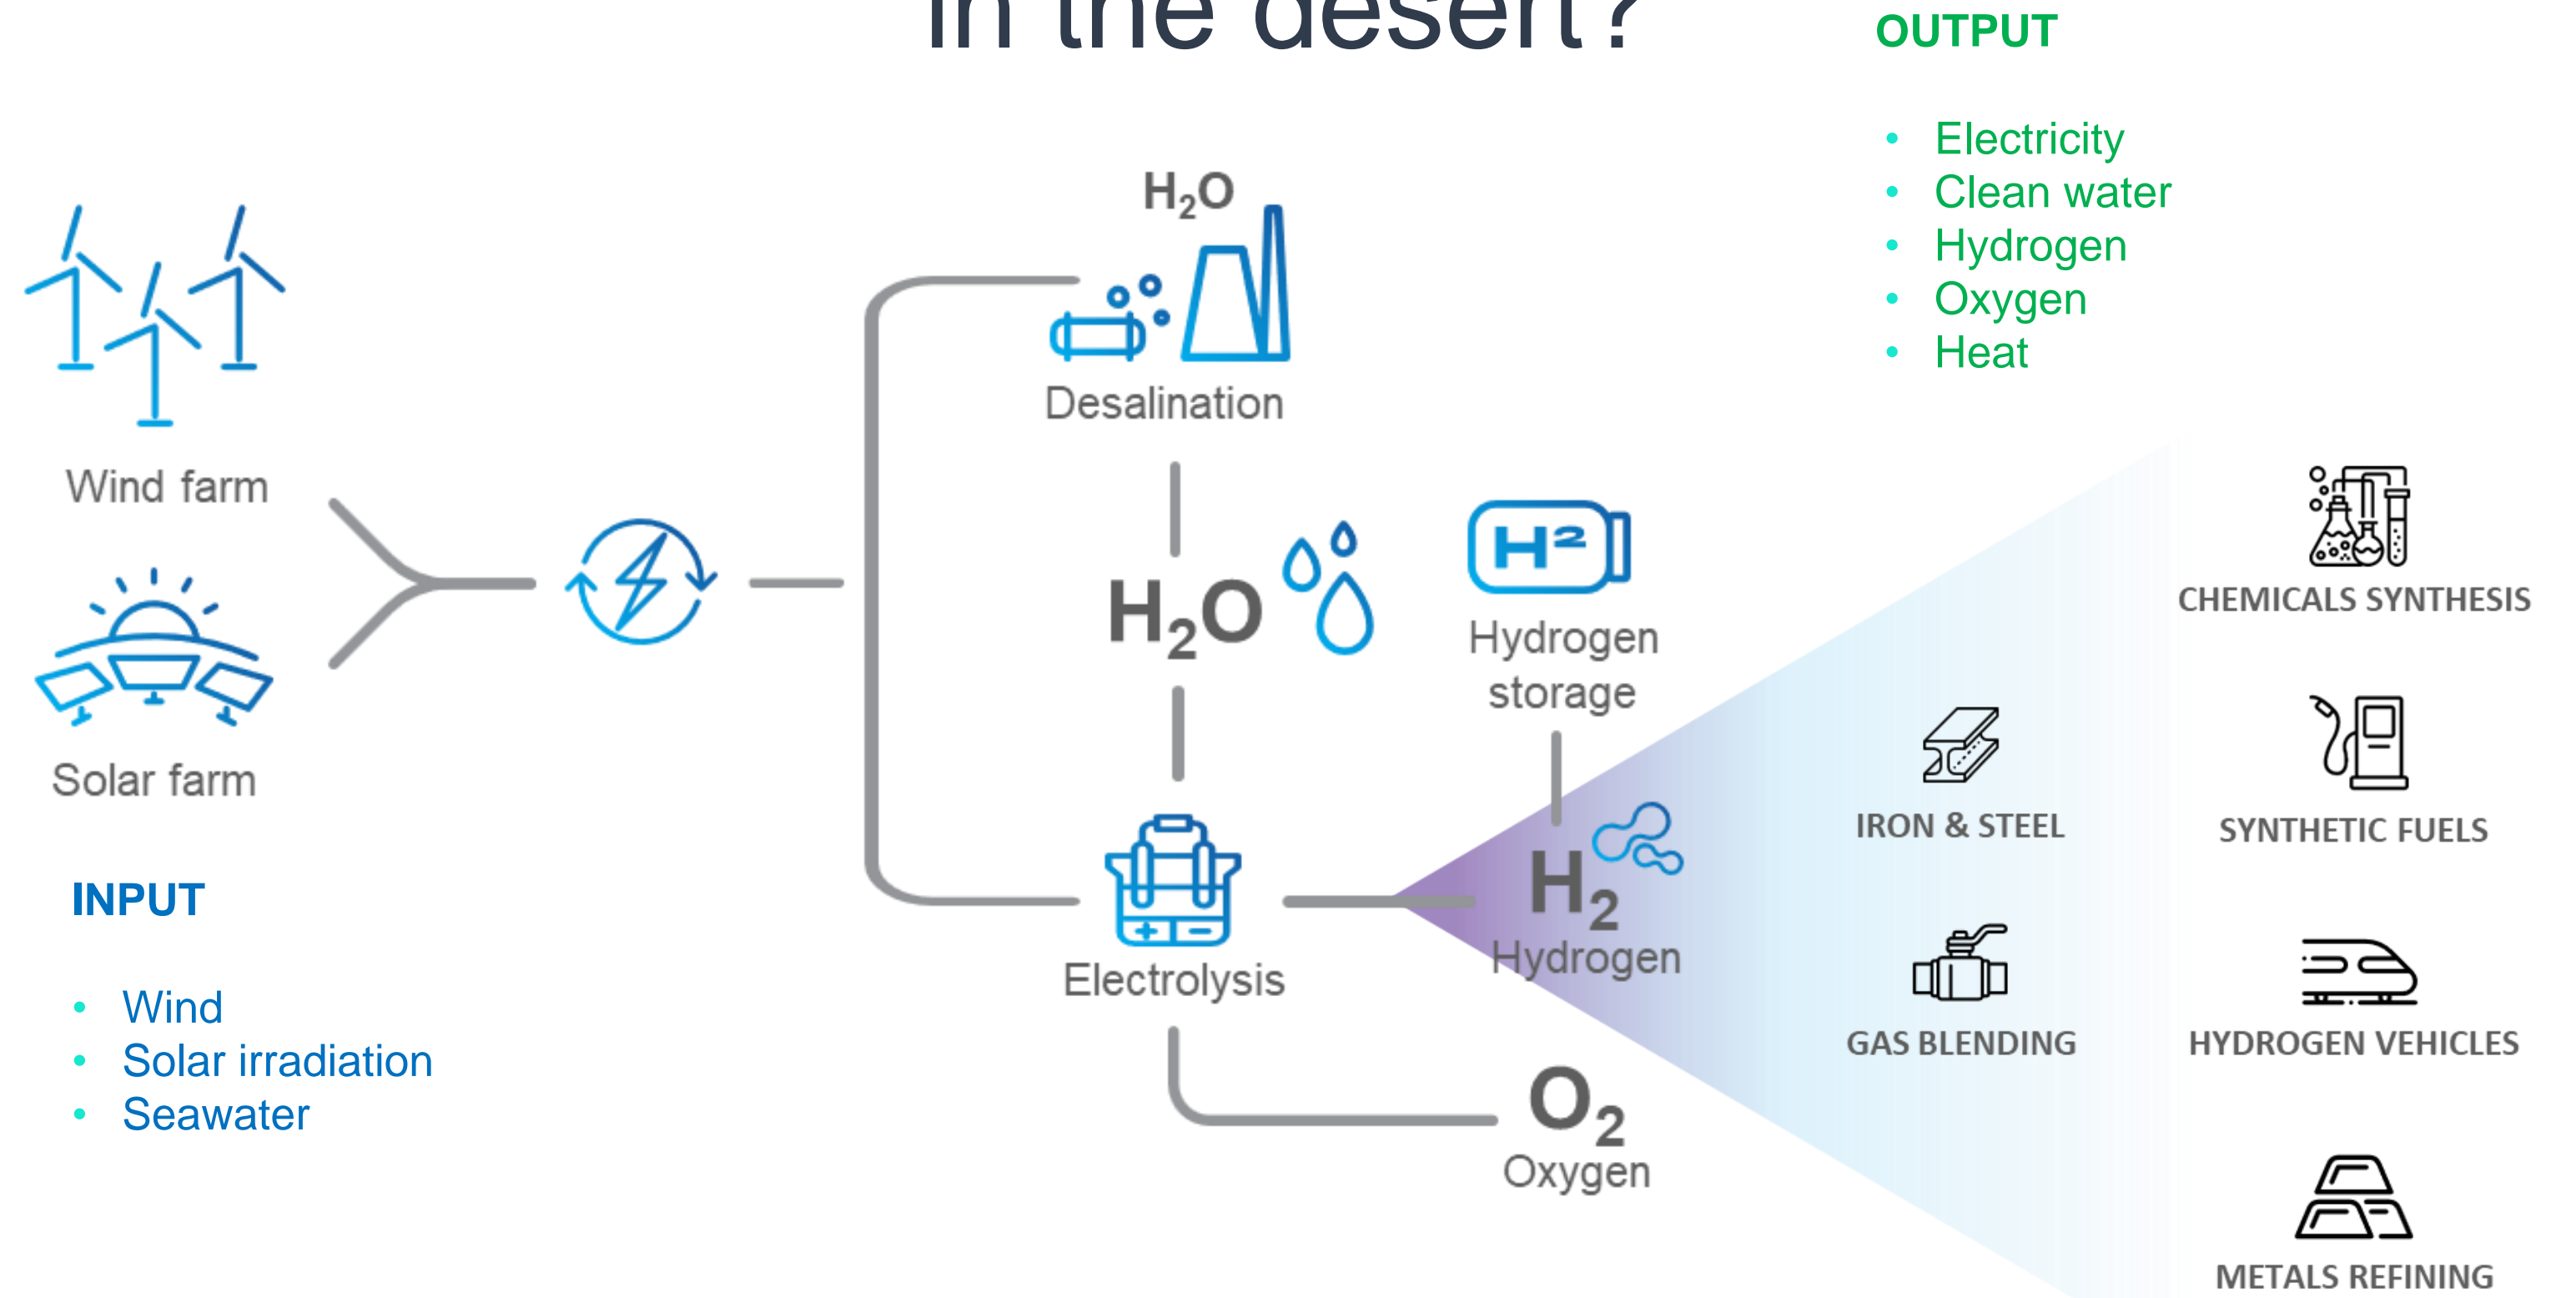 in the desert?
OUTPUT
• Electricity
• Clean water
• Hydrogen
• Oxygen
• Heat
H₂O
Desalination
Wind farm
Solar farm
H₂O
H²
Hydrogen
storage
Electrolysis
H₂
Hydrogen
O₂
Oxygen
INPUT
• Wind
• Solar irradiation
• Seawater
CHEMICALS SYNTHESIS
IRON & STEEL
SYNTHETIC FUELS
GAS BLENDING
HYDROGEN VEHICLES
METALS REFINING